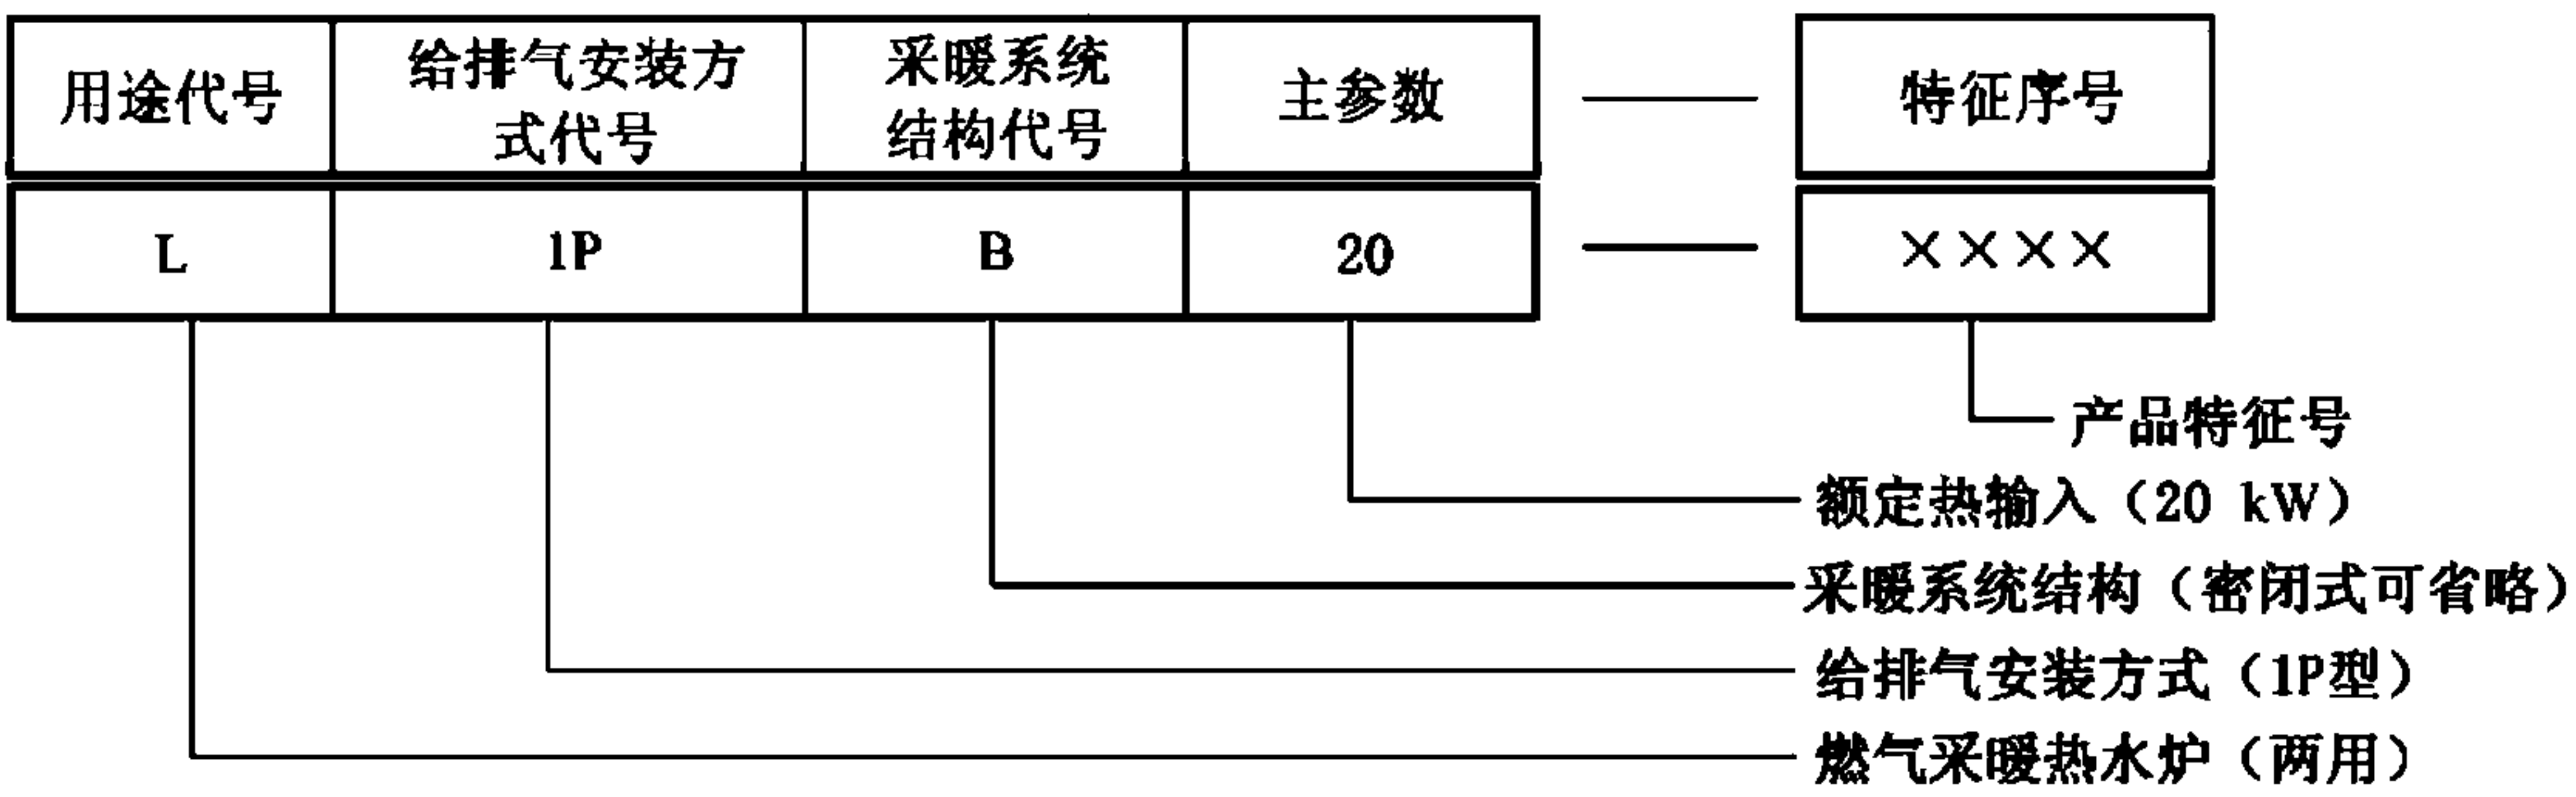 用途代号
给排气安装方
式代号
采暖系统
结构代号
主参数
特征序号
L
1P
B
20
××××
产品特征号
额定热输入（20 kW）
采暖系统结构（密闭式可省略）
给排气安装方式（1P型）
燃气采暖热水炉（两用）